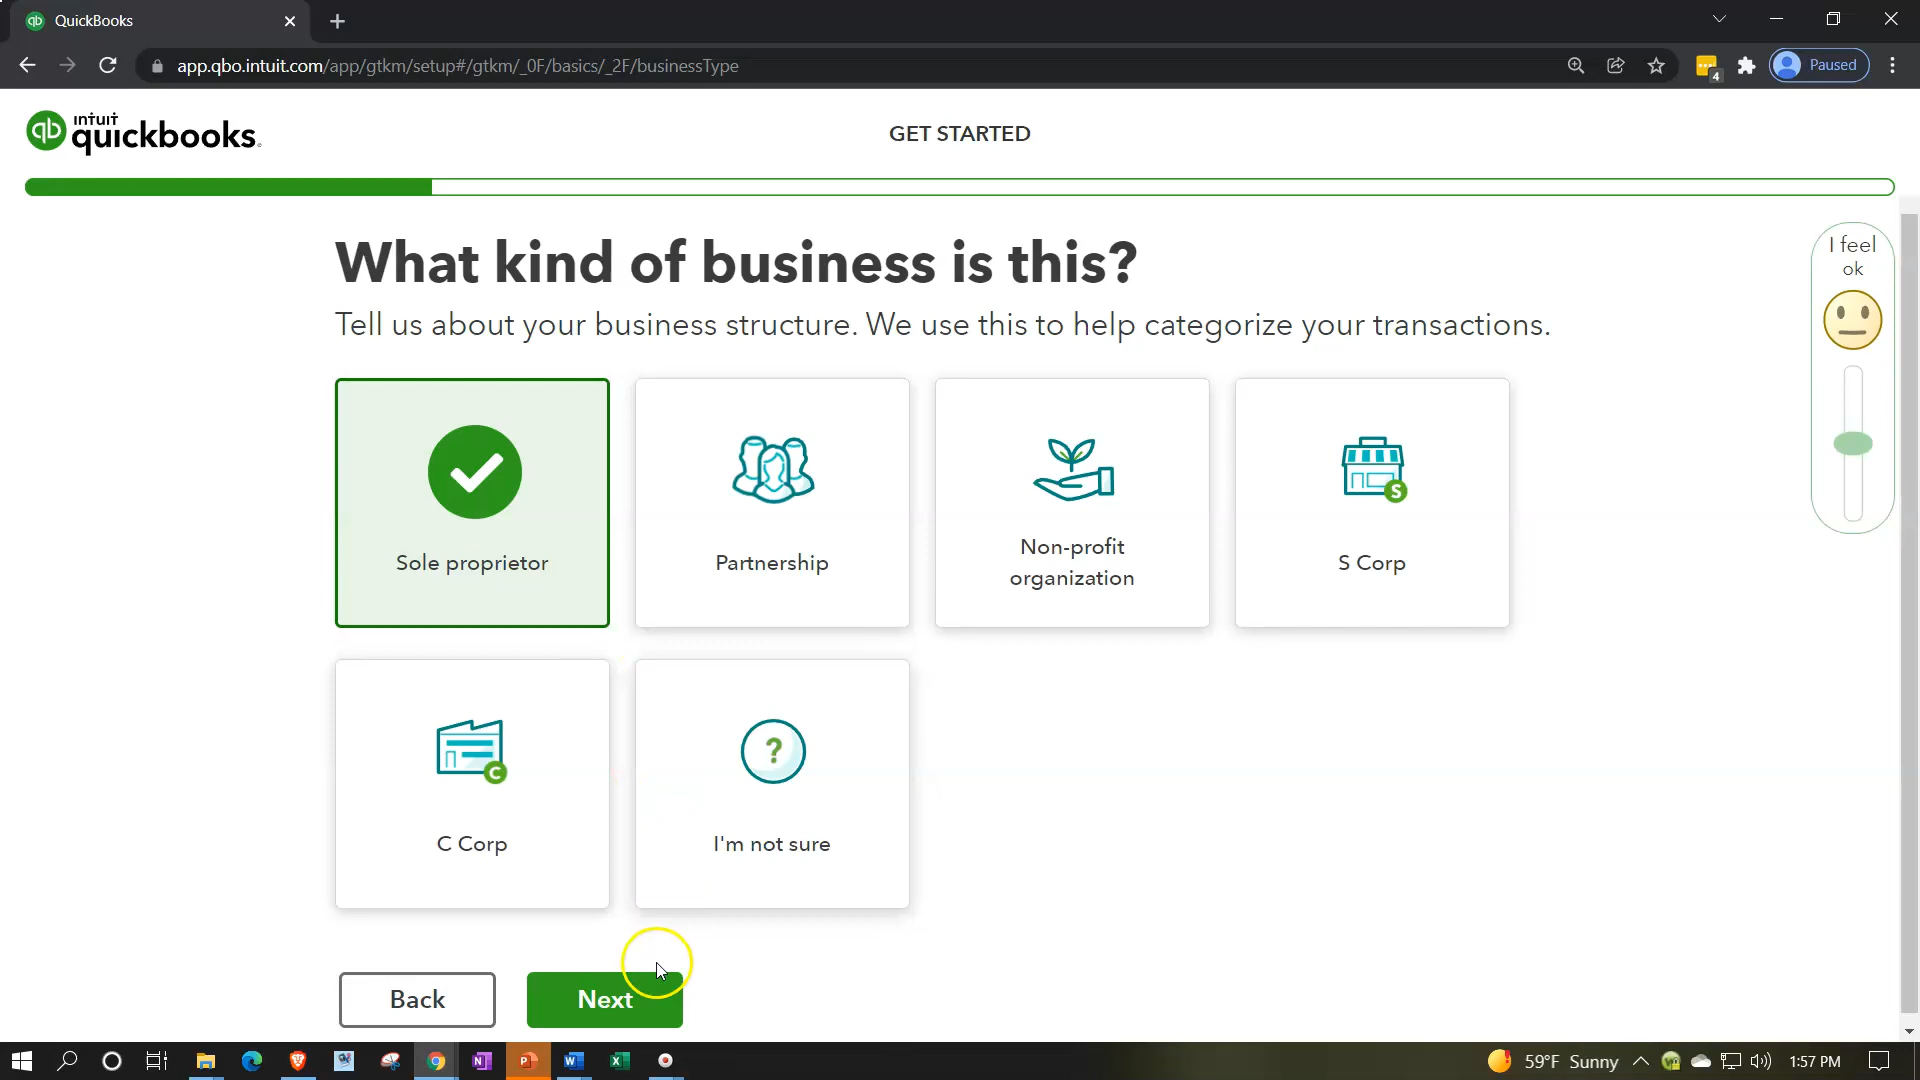 QuickBooks
app.qbo.intuit.com/app/gtkm/setup#/gtkm/_0F/basics/_2F/businessType
4
Paused
qb intuit quickbooks.
GET STARTED
What kind of business is this?
Tell us about your business structure. We use this to help categorize your transactions.
I feel
ok
Sole proprietor
Partnership
Non-profit
organization
S
S Corp
C
C Corp
?
I'm not sure
Back
Next
59°F Sunny
1:57 PM